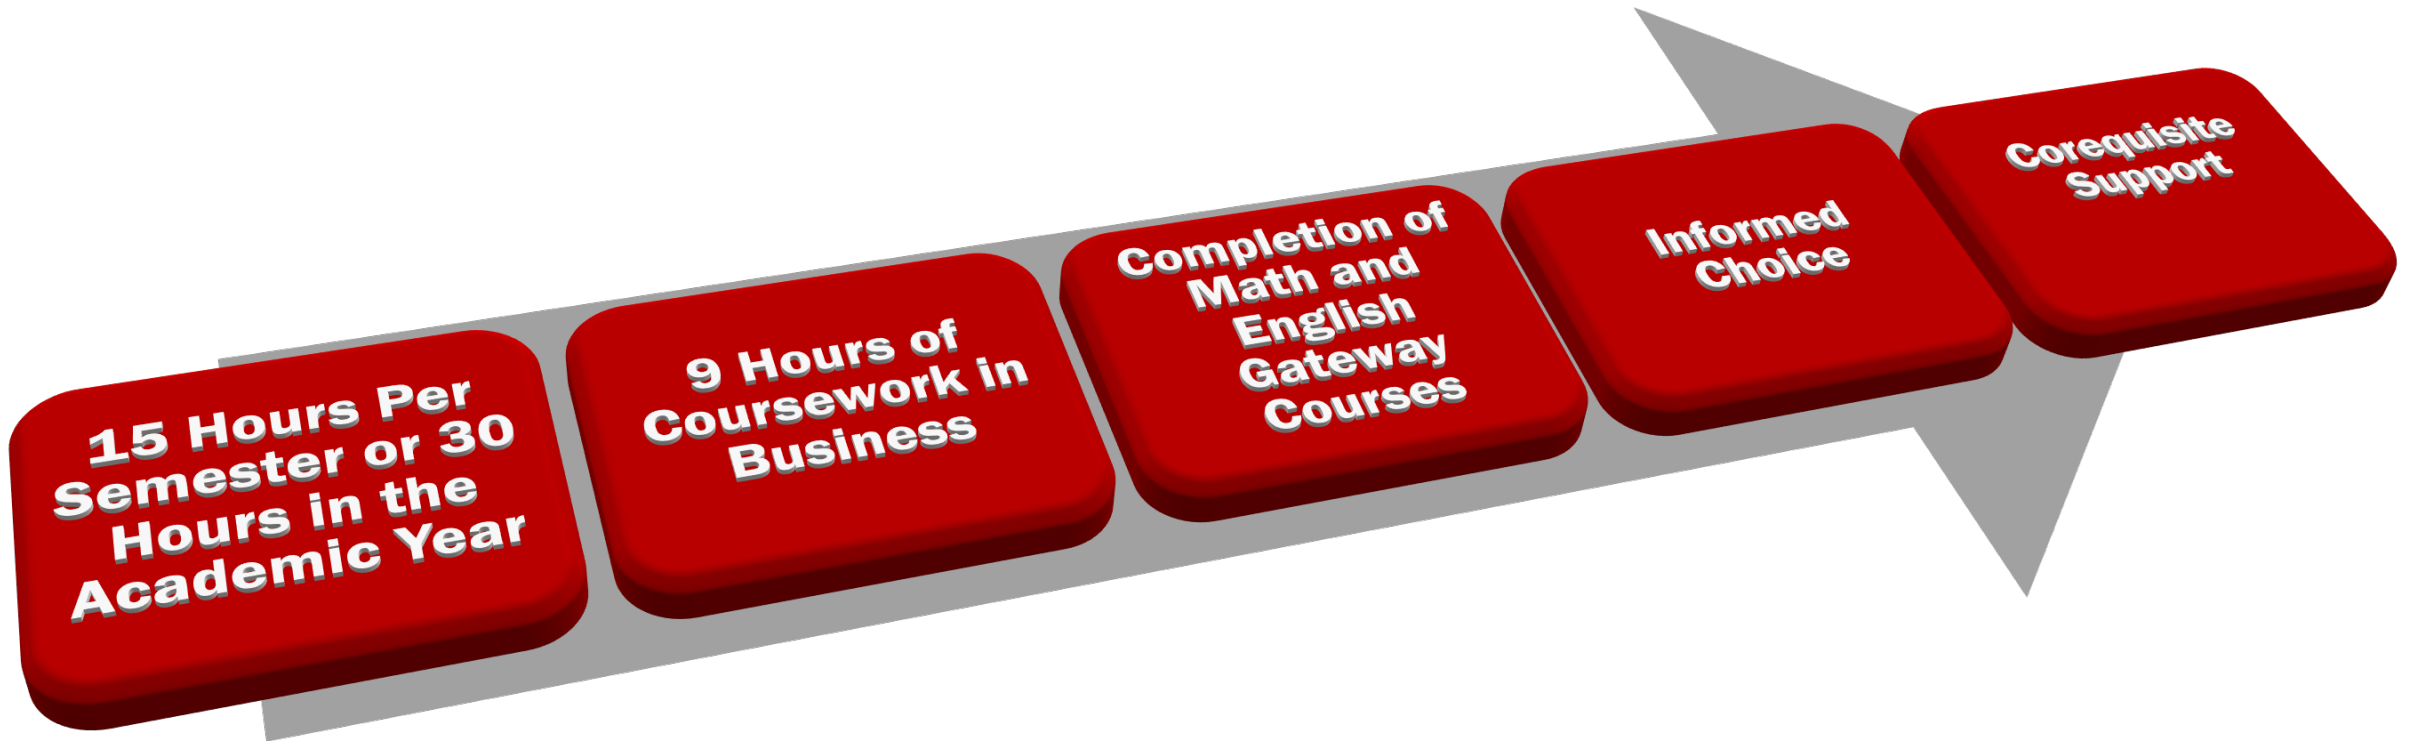 15 Hours Per
Semester or 30
Hours in the
Academic Year
9 Hours of
Coursework in
Business
Completion of
Math and
English
Gateway
Courses
Informed
Choice
Corequisite
Support